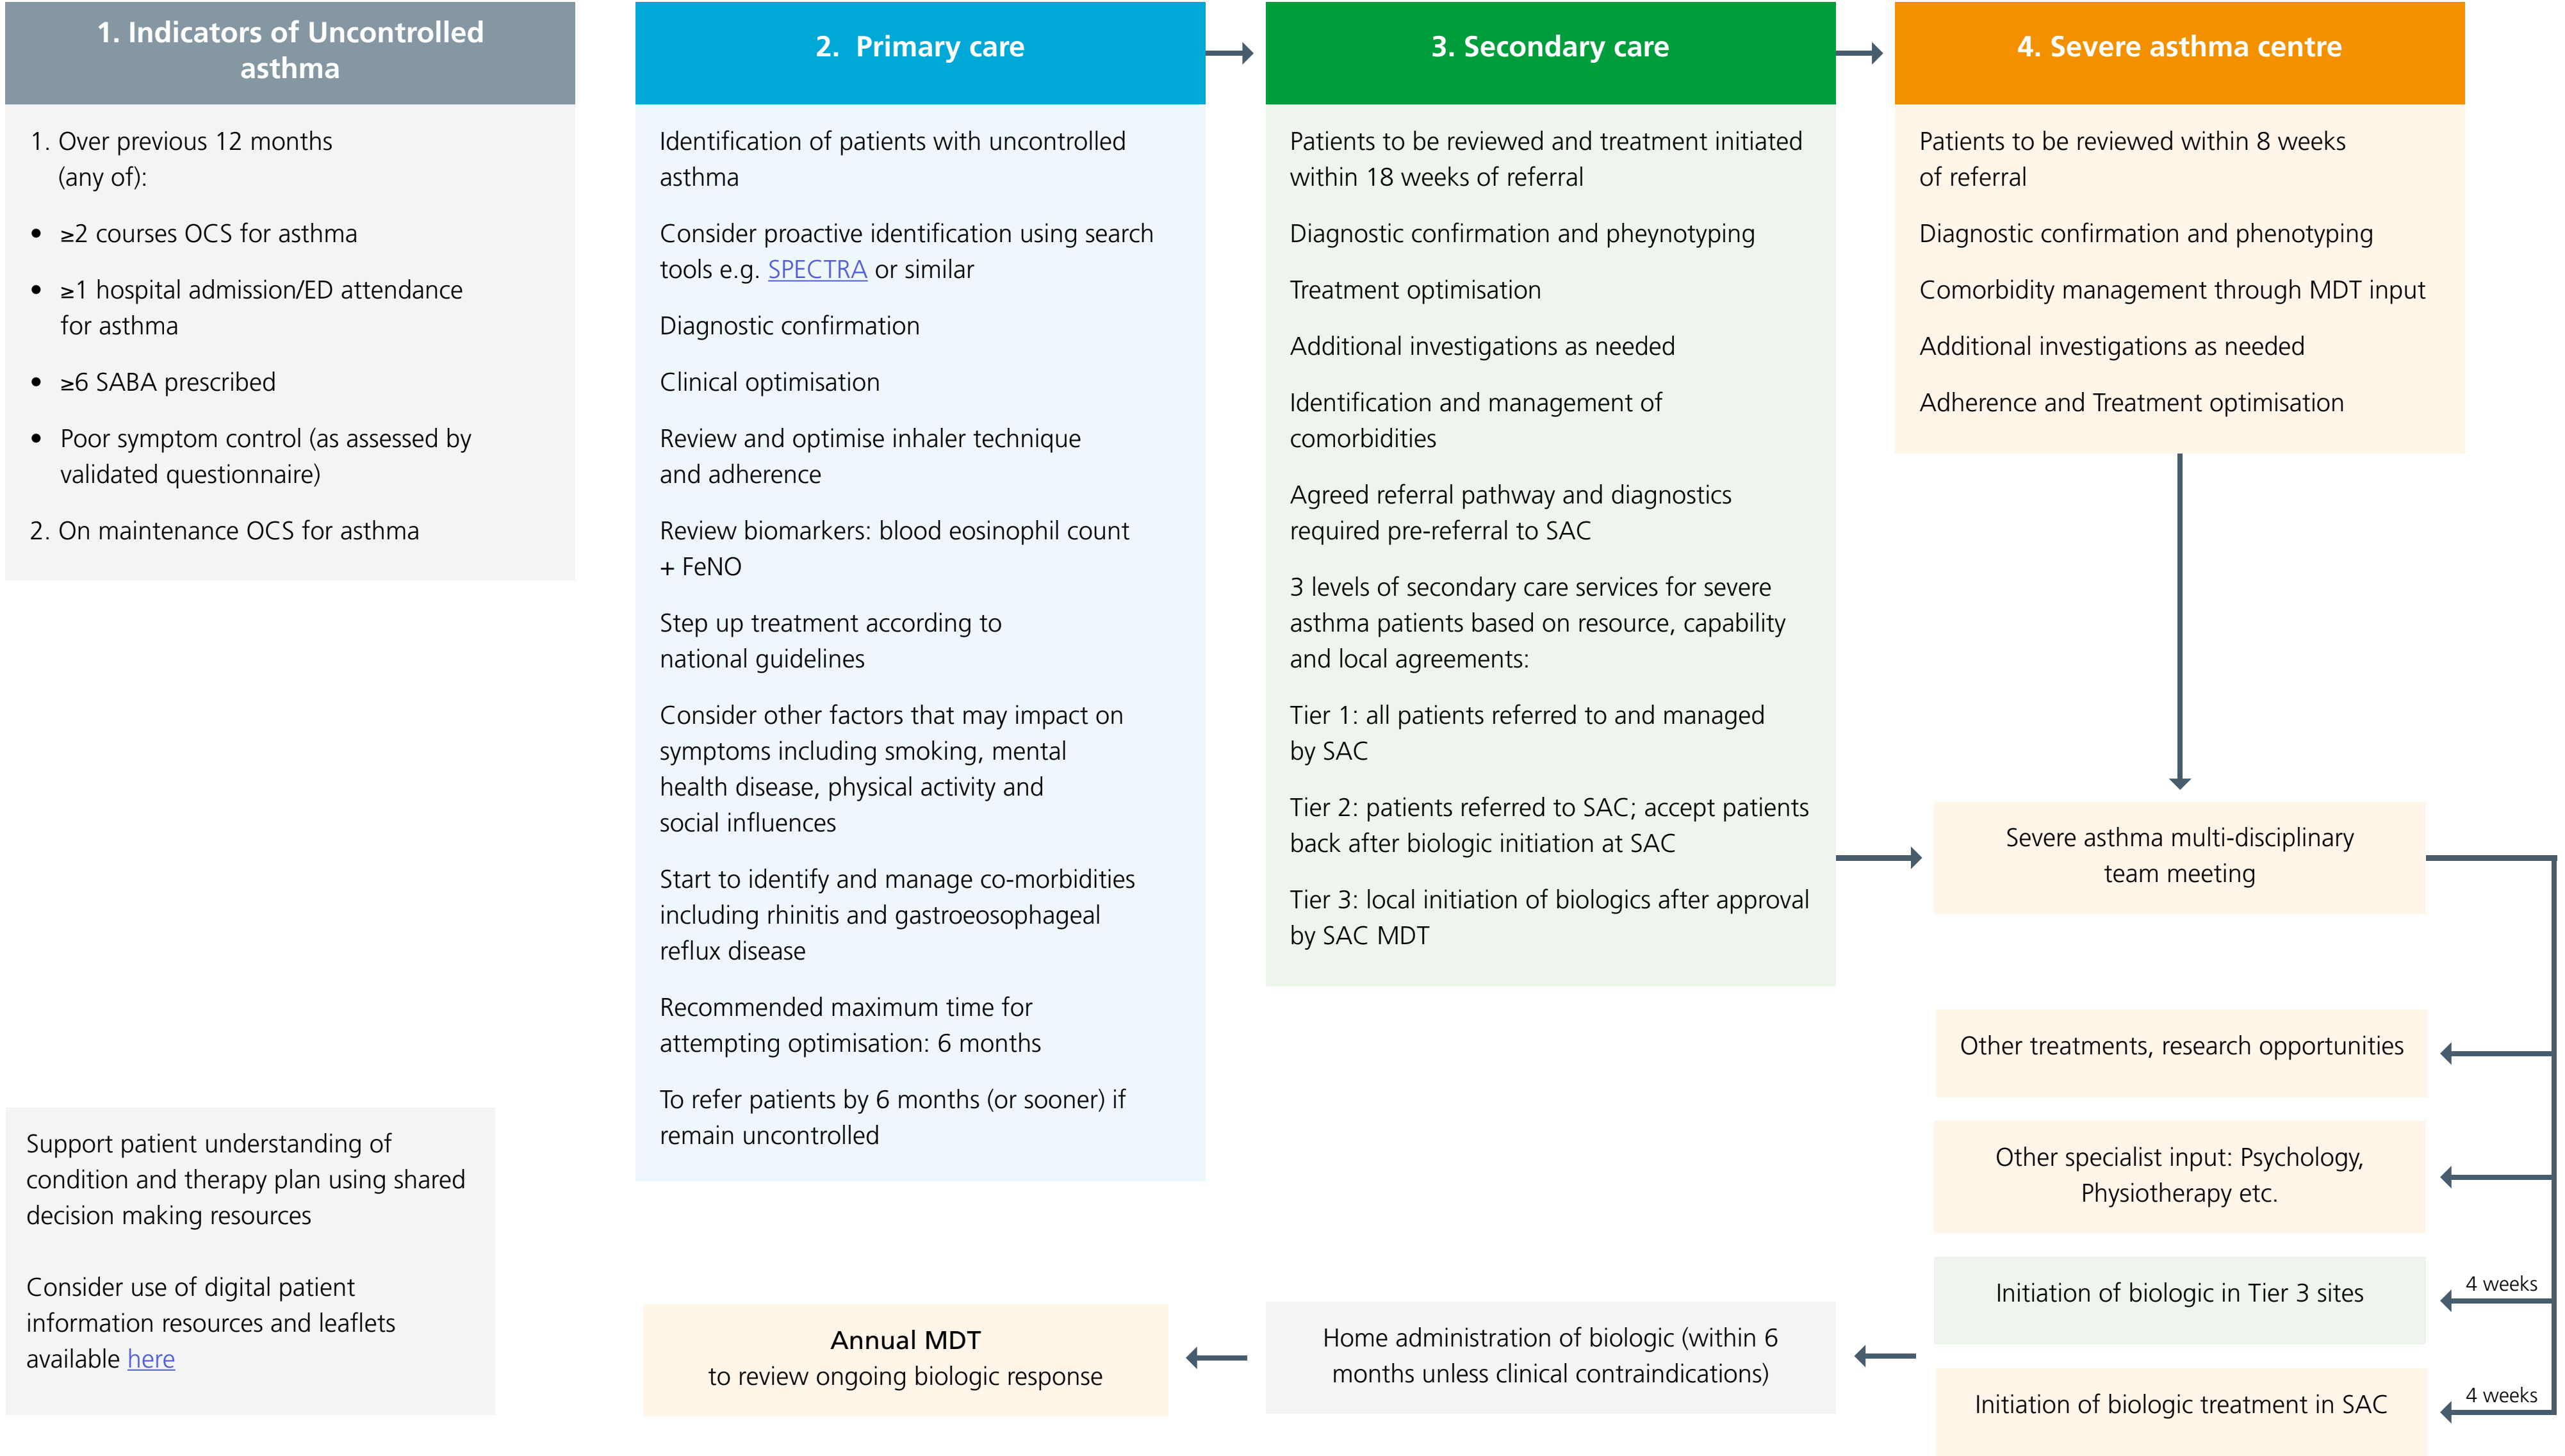 1. Indicators of Uncontrolled
asthma
1. Over previous 12 months
(any of):
• ≥2 courses OCS for asthma
• ≥1 hospital admission/ED attendance
for asthma
• ≥6 SABA prescribed
• Poor symptom control (as assessed by
validated questionnaire)
2. On maintenance OCS for asthma
Support patient understanding of
condition and therapy plan using shared
decision making resources
Consider use of digital patient
information resources and leaflets
available here
2. Primary care
Identification of patients with uncontrolled
asthma
Consider proactive identification using search
tools e.g. SPECTRA or similar
Diagnostic confirmation
Clinical optimisation
Review and optimise inhaler technique
and adherence
Review biomarkers: blood eosinophil count
+ FeNO
Step up treatment according to
national guidelines
Consider other factors that may impact on
symptoms including smoking, mental
health disease, physical activity and
social influences
Start to identify and manage co-morbidities
including rhinitis and gastroeosophageal
reflux disease
Recommended maximum time for
attempting optimisation: 6 months
To refer patients by 6 months (or sooner) if
remain uncontrolled
3. Secondary care
Patients to be reviewed and treatment initiated
within 18 weeks of referral
Diagnostic confirmation and pheynotyping
Treatment optimisation
Additional investigations as needed
Identification and management of
comorbidities
Agreed referral pathway and diagnostics
required pre-referral to SAC
3 levels of secondary care services for severe
asthma patients based on resource, capability
and local agreements:
Tier 1: all patients referred to and managed
by SAC
Tier 2: patients referred to SAC; accept patients
back after biologic initiation at SAC
Tier 3: local initiation of biologics after approval
by SAC MDT
4. Severe asthma centre
Patients to be reviewed within 8 weeks
of referral
Diagnostic confirmation and phenotyping
Comorbidity management through MDT input
Additional investigations as needed
Adherence and Treatment optimisation
Severe asthma multi-disciplinary
team meeting
Other treatments, research opportunities
Other specialist input: Psychology,
Physiotherapy etc.
Initiation of biologic in Tier 3 sites
4 weeks
Initiation of biologic treatment in SAC
4 weeks
Home administration of biologic (within 6
months unless clinical contraindications)
Annual MDT
to review ongoing biologic response